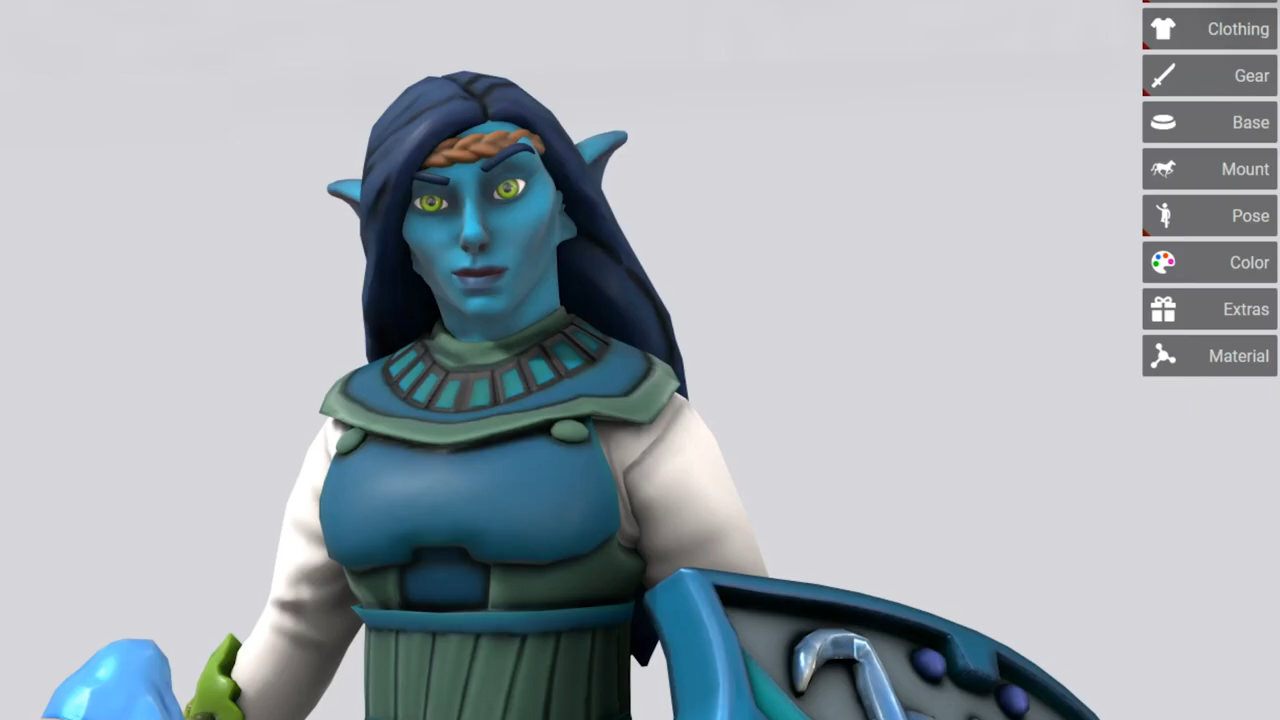 Clothing
Gear
Base
Mount
Pose
Color
Extras
Material